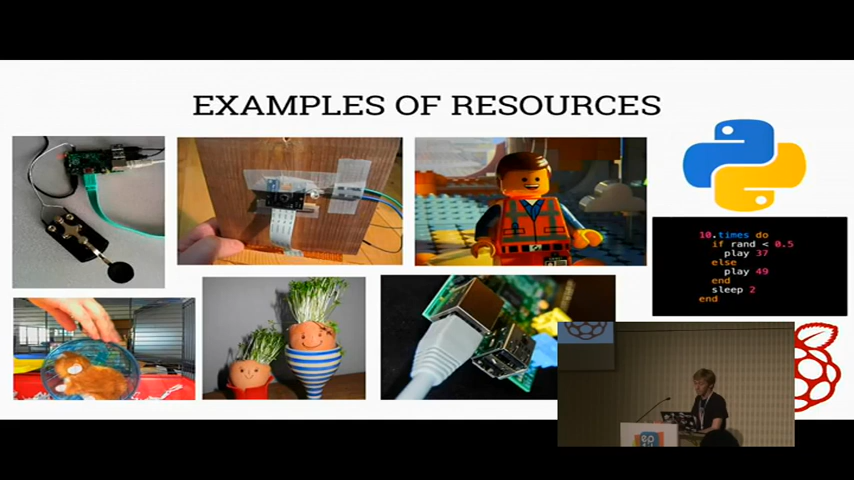 EXAMPLES OF RESOURCES
10.times do
if rand < 0.5
play 37
else
play 49
end
sleep 2
end